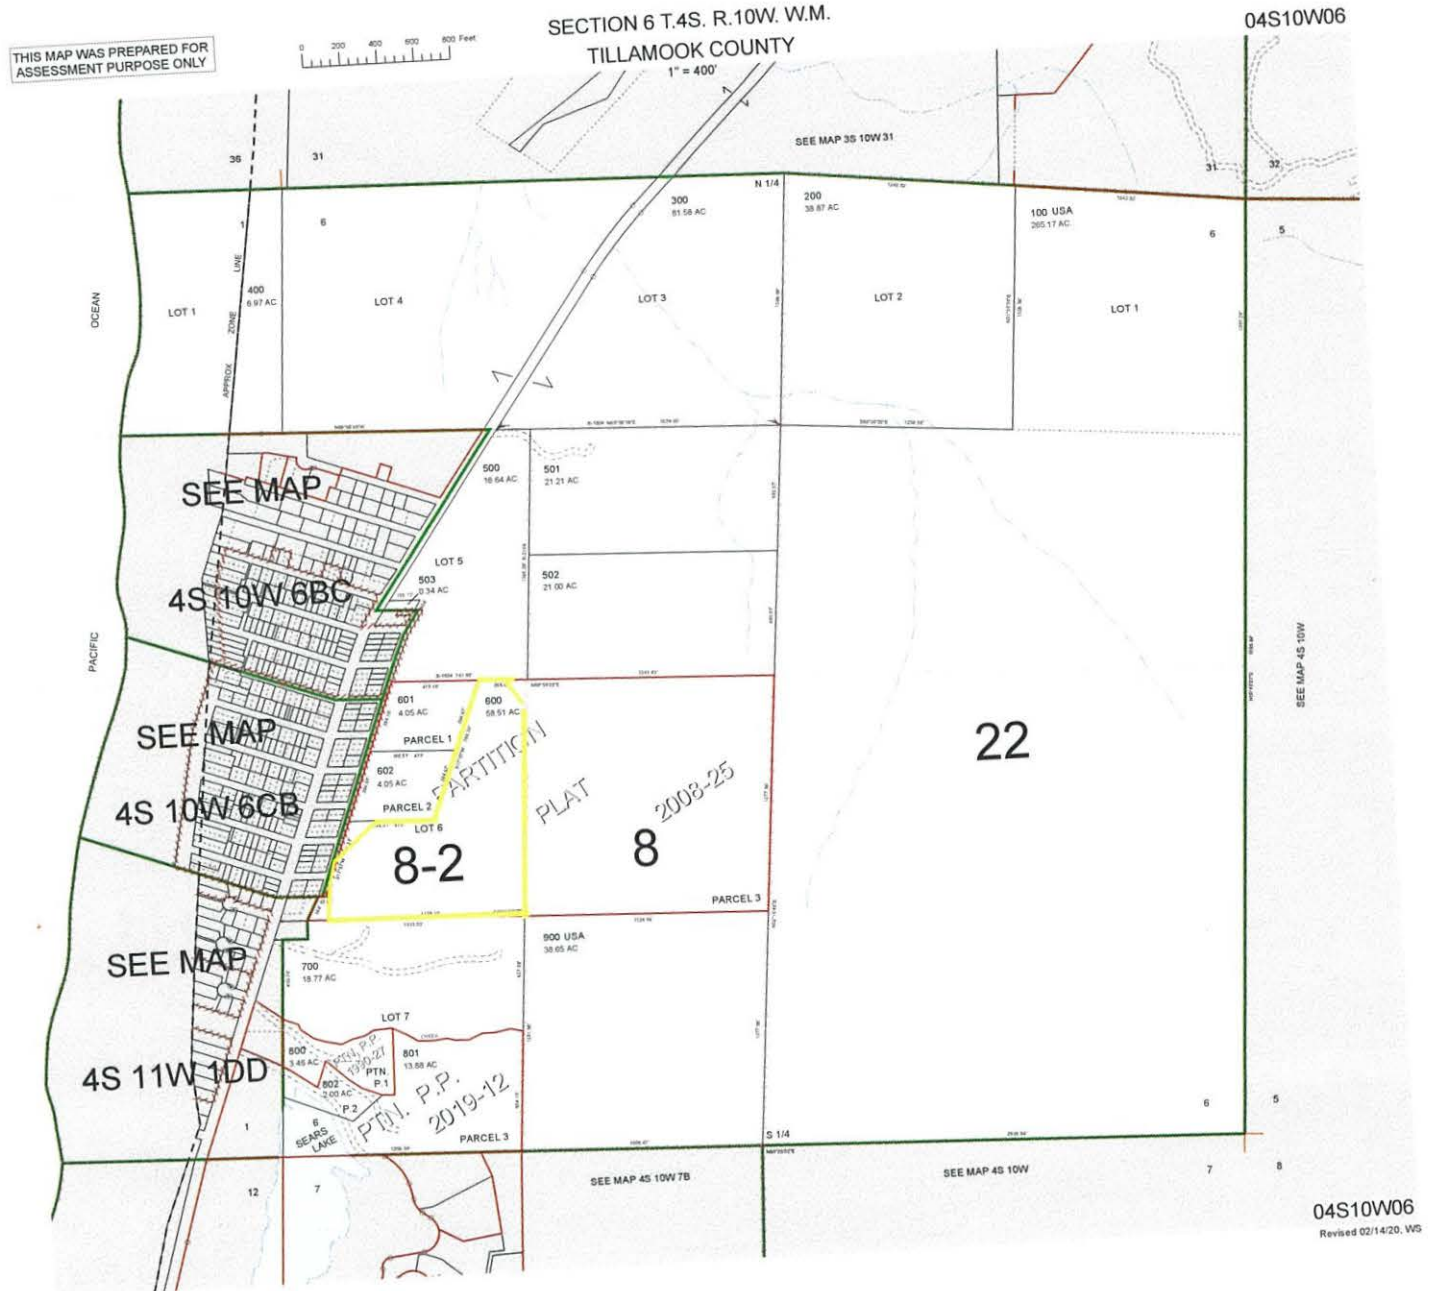 SECTION 6 T.4S. R.10W. W.M.
TILLAMOOK COUNTY
1" = 400'
04S10W06
THIS MAP WAS PREPARED FOR
ASSESSMENT PURPOSE ONLY
0 200 400 600 800 Feet
SEE MAP 3S 10W 31
36
31
31
32
N 1/4
300
81.58 AC
200
38.87 AC
100 USA
265.17 AC
1
6
6
5
400
6.97 AC
APPROX ZONE LINE
LOT 1
LOT 4
LOT 3
LOT 2
LOT 1
OCEAN
PACIFIC
SEE MAP
4S 10W 6BC
500
16.64 AC
501
21.21 AC
LOT 5
503
0.34 AC
502
21.00 AC
SEE MAP 4S 10W
601
4.05 AC
600
58.51 AC
PARCEL 1
SEE MAP
4S 10W 6CB
602
4.05 AC
PARCEL 2
LOT 6
PARTITION
PLAT
2008-25
22
8-2
8
PARCEL 3
SEE MAP
4S 11W 1DD
900 USA
38.65 AC
700
18.77 AC
LOT 7
CREEK
800
3.46 AC
PTN. P.P.
1990-27
PTN.
P.1
801
13.88 AC
802
2.00 AC
P.2
PTN. P.P.
2019-12
6
SEARS
LAKE
PARCEL 3
1
S 1/4
6
5
12
7
SEE MAP 4S 10W 7B
SEE MAP 4S 10W
7
8
04S10W06
Revised 02/14/20, WS